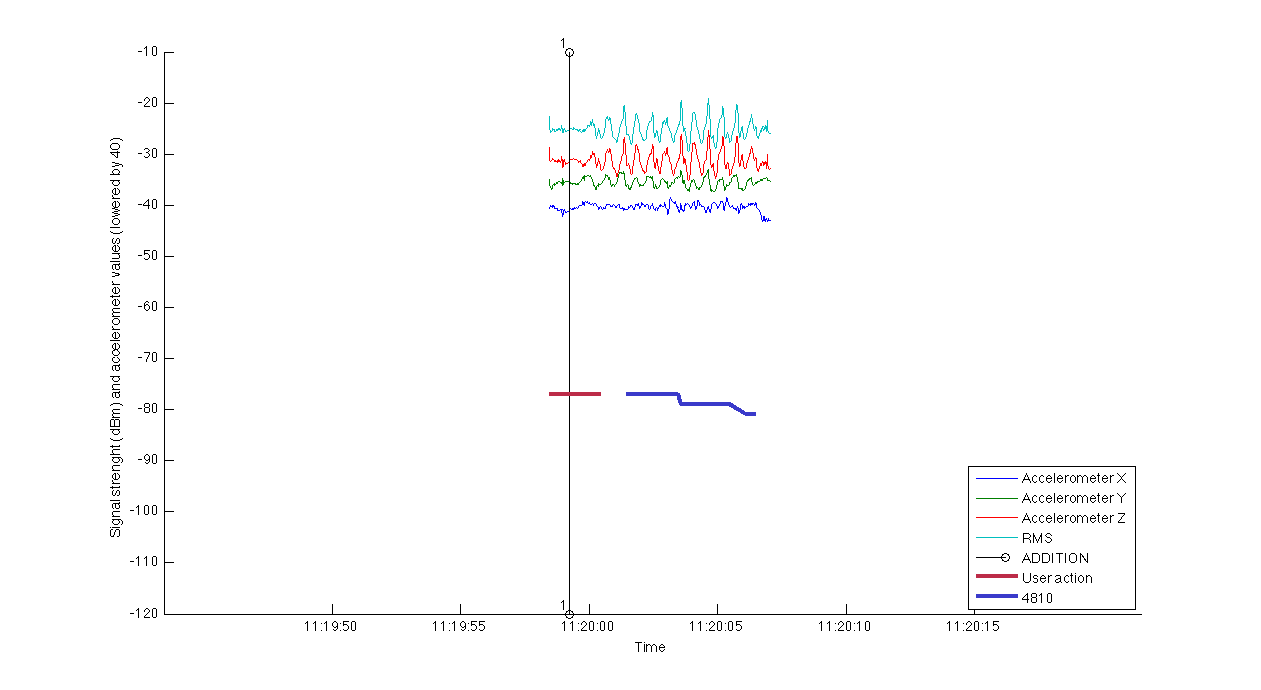 1
-10
-20
-30
-40
-50
-60
-70
-80
-90
-100
-110
-120
Signal strenght (dBm) and accelerometer values (lowered by 40)
Accelerometer X
Accelerometer Y
Accelerometer Z
RMS
ADDITION
User action
4810
1
11:19:50 11:19:55 11:20:00 11:20:05 11:20:10 11:20:15
Time